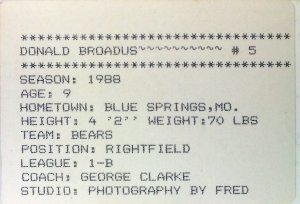 **********************************
DONALD BROADUS~~~~~~~~~~ # 5
**********************************
SEASON: 1988
AGE: 9
HOMETOWN: BLUE SPRINGS,MO.
HEIGHT: 4 '2'' WEIGHT:70 LBS
TEAM: BEARS
POSITION: RIGHTFIELD
LEAGUE: 1-B
COACH: GEORGE CLARKE
STUDIO: PHOTOGRAPHY BY FRED